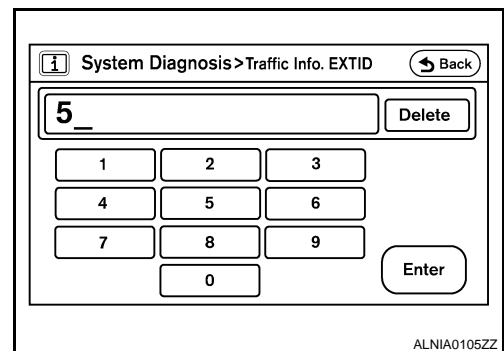 i System Diagnosis>Traffic Info. EXTID Back
5_ Delete
1 2 3
4 5 6
7 8 9
0 Enter
ALNIA0105ZZ